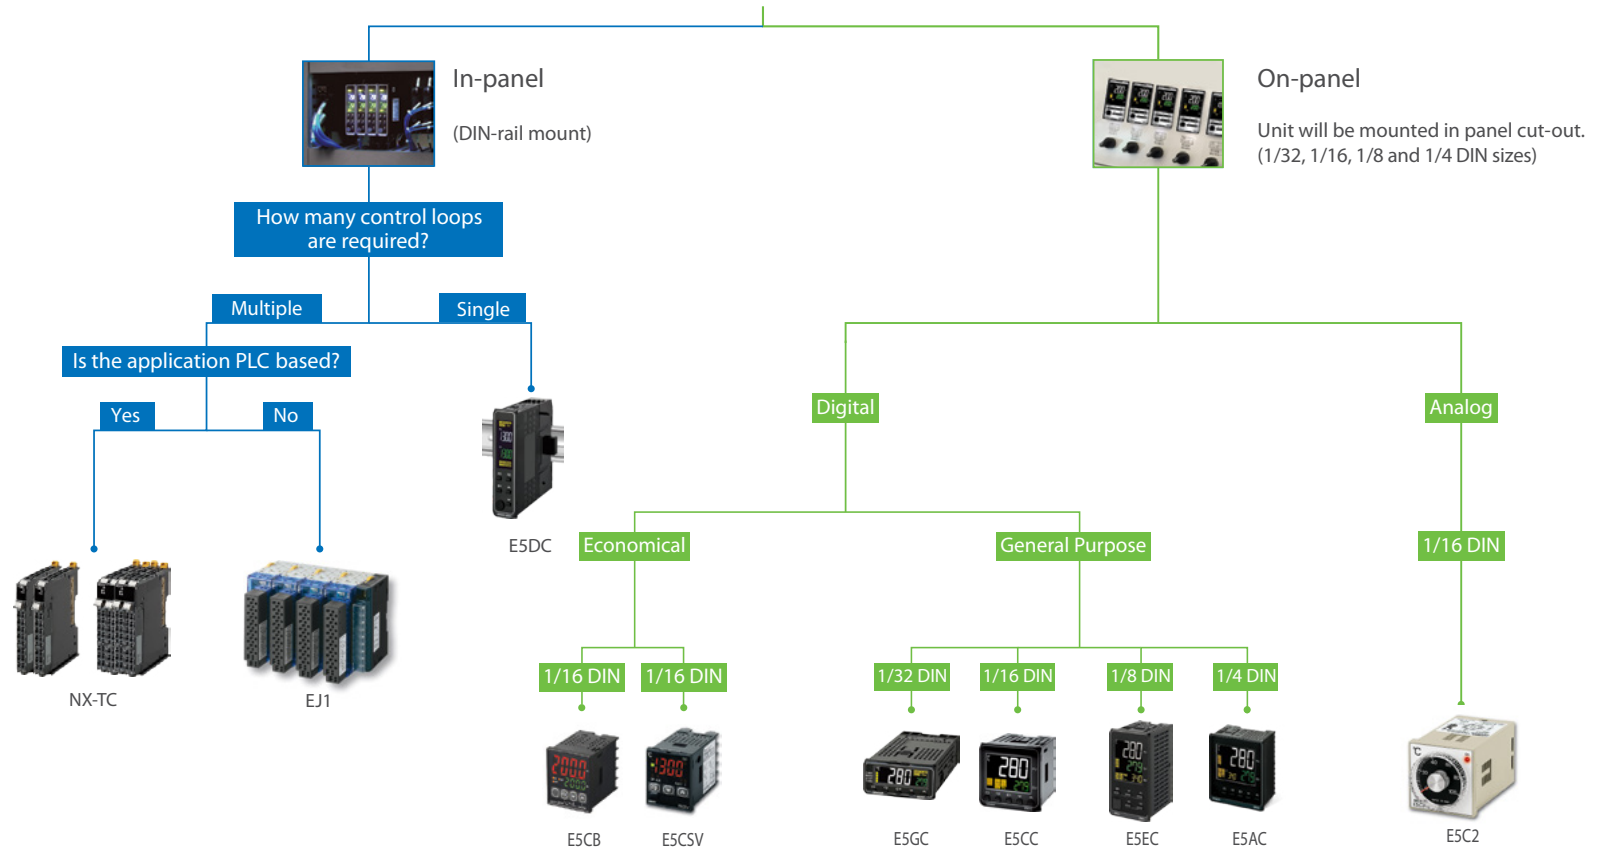 In-panel
(DIN-rail mount)
On-panel
Unit will be mounted in panel cut-out.
(1/32, 1/16, 1/8 and 1/4 DIN sizes)
How many control loops
are required?
Multiple
Single
Is the application PLC based?
Yes
No
Digital
Analog
E5DC
Economical
General Purpose
1/16 DIN
NX-TC
EJ1
1/16 DIN
1/16 DIN
1/32 DIN
1/16 DIN
1/8 DIN
1/4 DIN
E5CB
E5CSV
E5GC
E5CC
E5EC
E5AC
E5C2